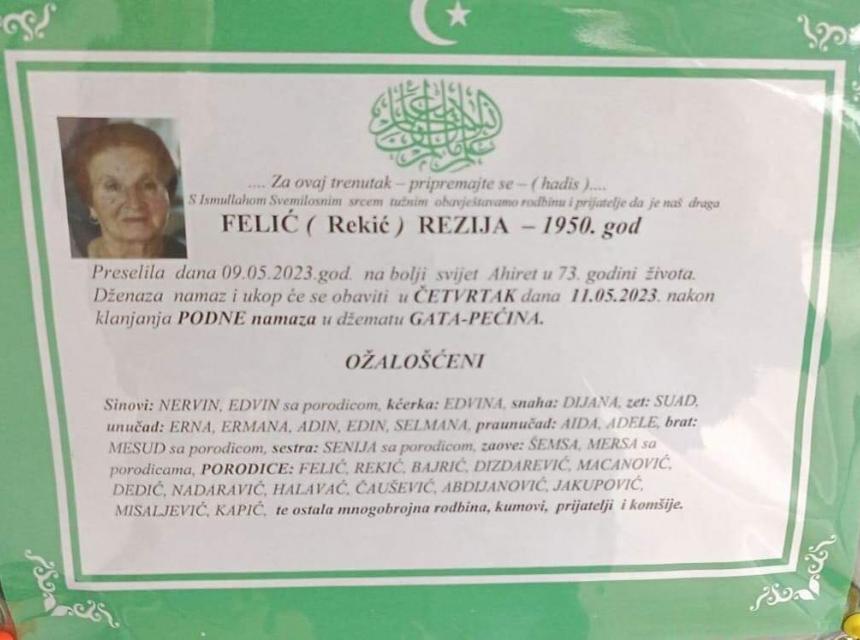 .... Za ovaj trenutak – pripremajte se – ( hadis )....
S Ismullahom Svemilosnim srcem tužnim obavještavamo rodbinu i prijatelje da je naš draga
FELIĆ ( Rekić ) REZIJA – 1950. god
Preselila dana 09.05.2023.god. na bolji svijet Ahiret u 73. godini života.
Dženaza namaz i ukop će se obaviti u ČETVRTAK dana 11.05.2023. nakon
klanjanja PODNE namaza u džematu GATA-PEĆINA.
OŽALOŠĆENI
Sinovi: NERVIN, EDVIN sa porodicom, kćerka: EDVINA, snaha: DIJANA, zet: SUAD,
unučad: ERNA, ERMANA, ADIN, EDIN, SELMANA, praunučad: AIDA, ADELE, brat:
MESUD sa porodicom, sestra: SENIJA sa porodicom, zaove: ŠEMSA, MERSA sa
porodicama, PORODICE: FELIĆ, REKIĆ, BAJRIĆ, DIZDAREVIĆ, MACANOVIĆ,
DEDIĆ, NADARAVIĆ, HALAVAĆ, ČAUŠEVIĆ, ABDIJANOVIĆ, JAKUPOVIĆ,
MISALJEVIĆ, KAPIĆ, te ostala mnogobrojna rodbina, kumovi, prijatelji i komšije.